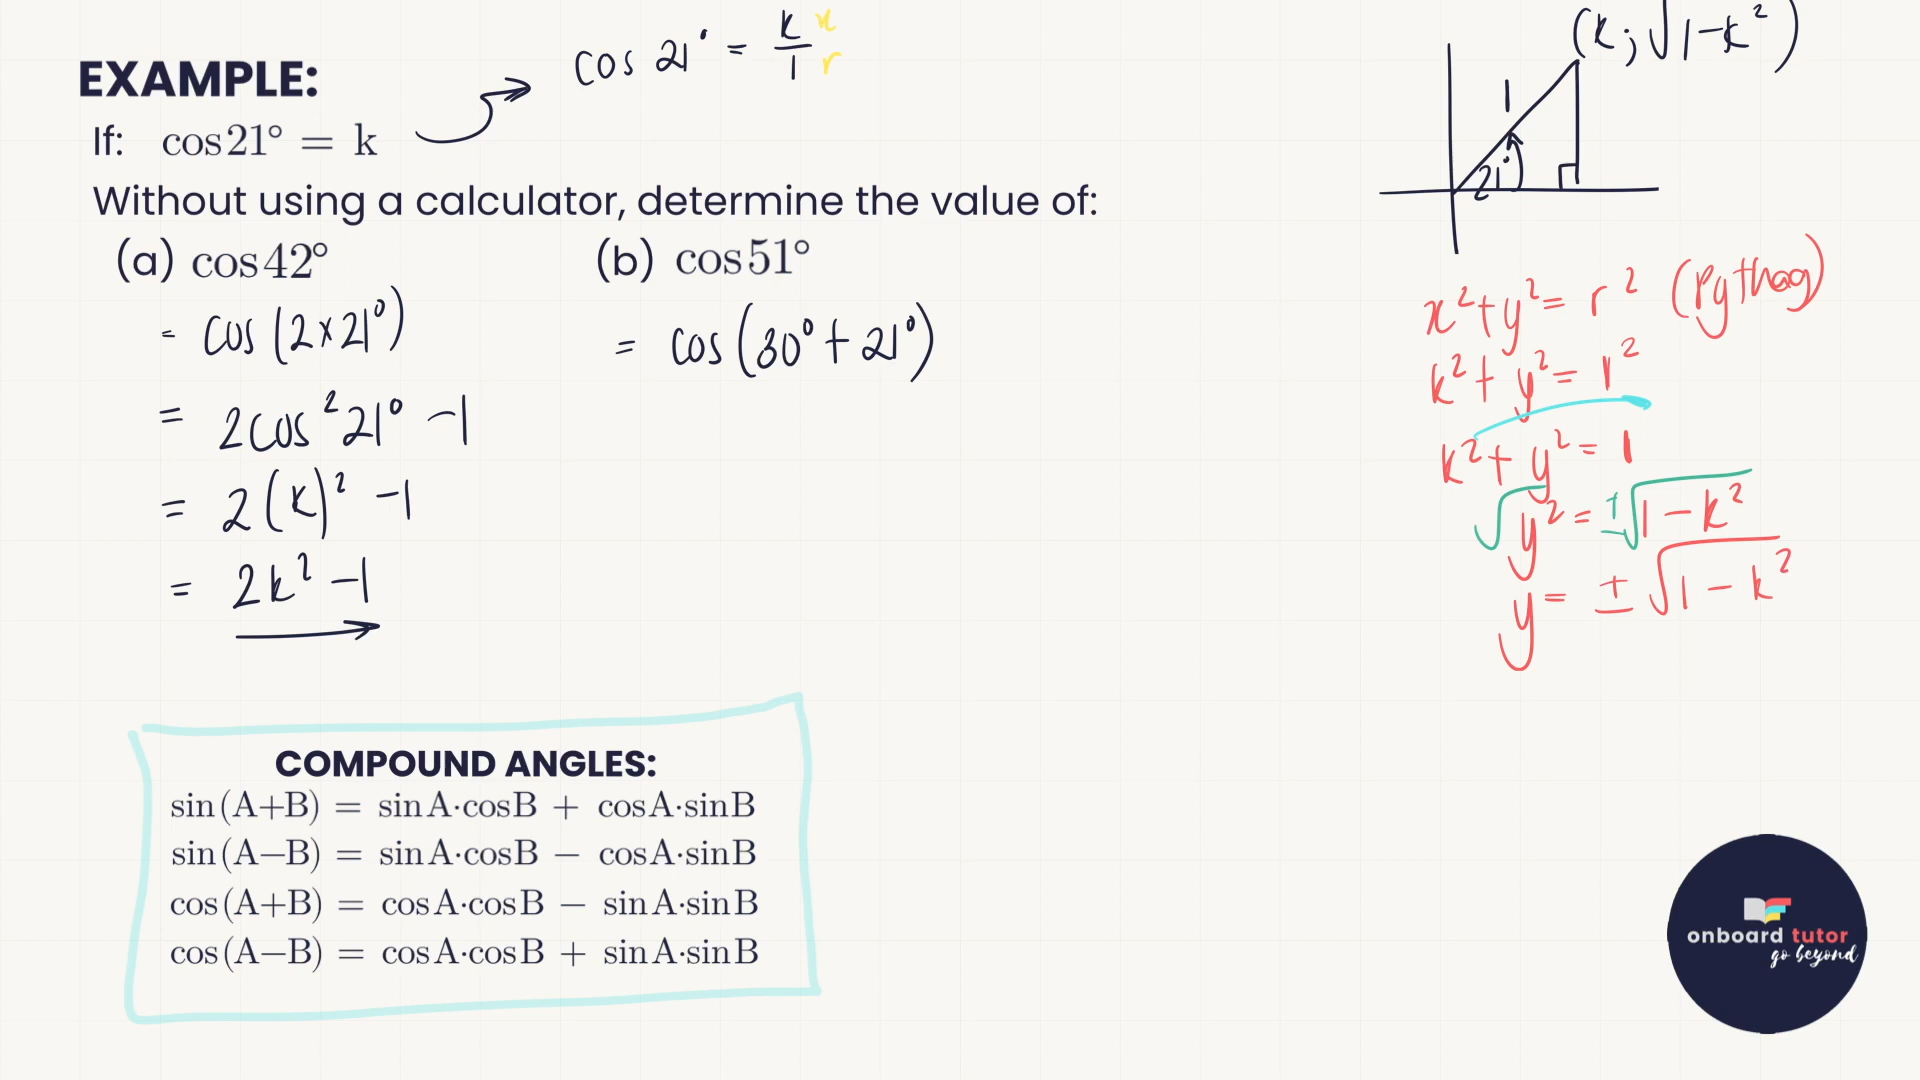 cos 21° = k/1 x r
EXAMPLE:
If: cos21° = k
Without using a calculator, determine the value of:
(a) cos42°
= cos (2×21°)
= 2cos²21° −1
= 2(k)² −1
= 2k² −1
(b) cos51°
= cos (30° + 21°)
(k; √1−k²)
1
21°
x²+y² = r² (Pythag)
k²+ y² = 1²
k²+ y² = 1
√y² = ±√1−k²
y = ±√1−k²
COMPOUND ANGLES:
sin(A+B) = sinA·cosB + cosA·sinB
sin(A−B) = sinA·cosB − cosA·sinB
cos(A+B) = cosA·cosB − sinA·sinB
cos(A−B) = cosA·cosB + sinA·sinB
onboard tutor
go beyond